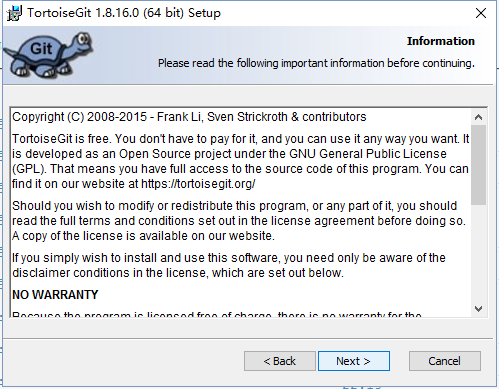 TortoiseGit 1.8.16.0 (64 bit) Setup
Git
Information
Please read the following important information before continuing.
Copyright (C) 2008-2015 - Frank Li, Sven Strickroth & contributors
TortoiseGit is free. You don't have to pay for it, and you can use it any way you want. It
is developed as an Open Source project under the GNU General Public License
(GPL). That means you have full access to the source code of this program. You can
find it on our website at https://tortoisegit.org/
Should you wish to modify or redistribute this program, or any part of it, you should
read the full terms and conditions set out in the license agreement before doing so.
A copy of the license is available on our website.
If you simply wish to install and use this software, you need only be aware of the
disclaimer conditions in the license, which are set out below.
NO WARRANTY
Because the program is licensed free of charge, there is no warranty for the
< Back
Next >
Cancel